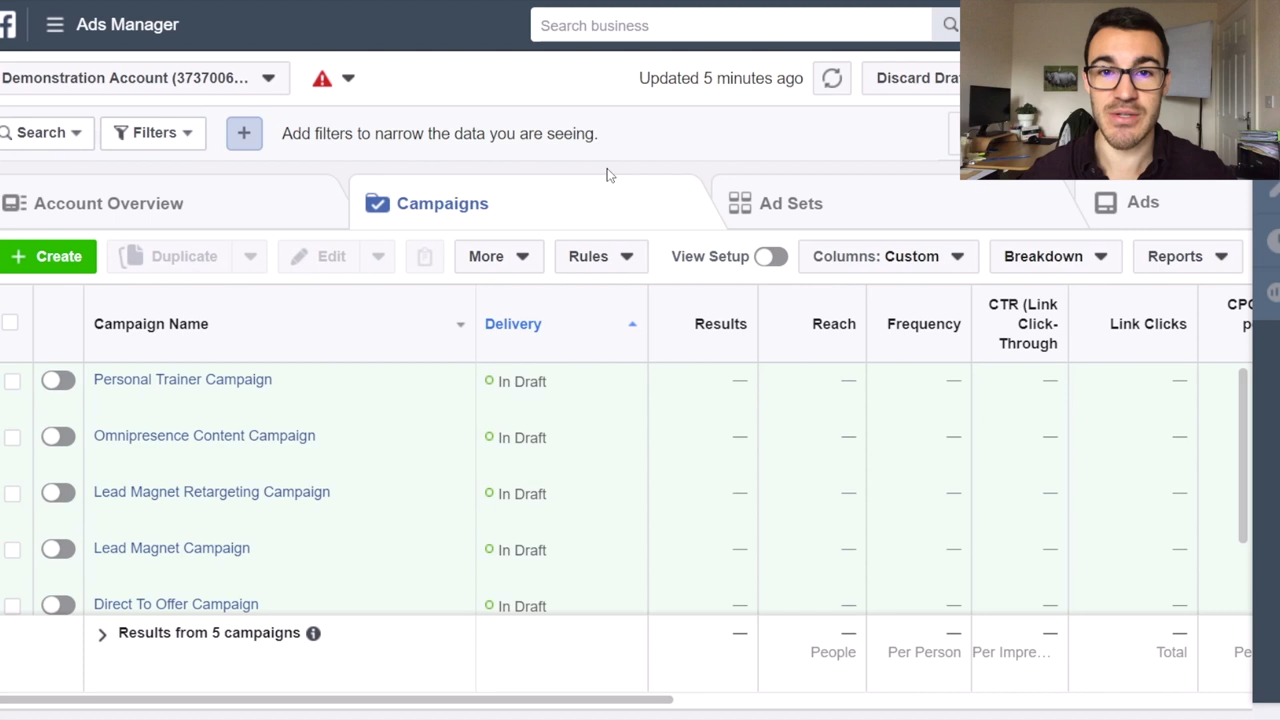 Ads Manager
Search business
Demonstration Account (3737006...
Updated 5 minutes ago
Discard Dra
Search
Filters
+
Add filters to narrow the data you are seeing.
Account Overview
Campaigns
Ad Sets
Ads
+ Create
Duplicate
Edit
More
Rules
View Setup
Columns: Custom
Breakdown
Reports
Campaign Name
Delivery
Results
Reach
Frequency
CTR (Link
Click-
Through
Link Clicks
CPC
p
Personal Trainer Campaign
In Draft
— — — — —
Omnipresence Content Campaign
In Draft
— — — — —
Lead Magnet Retargeting Campaign
In Draft
— — — — —
Lead Magnet Campaign
In Draft
— — — — —
Direct To Offer Campaign
In Draft
— — — — —
Results from 5 campaigns
— — — — —
People
Per Person
Per Impre...
Total
Pe